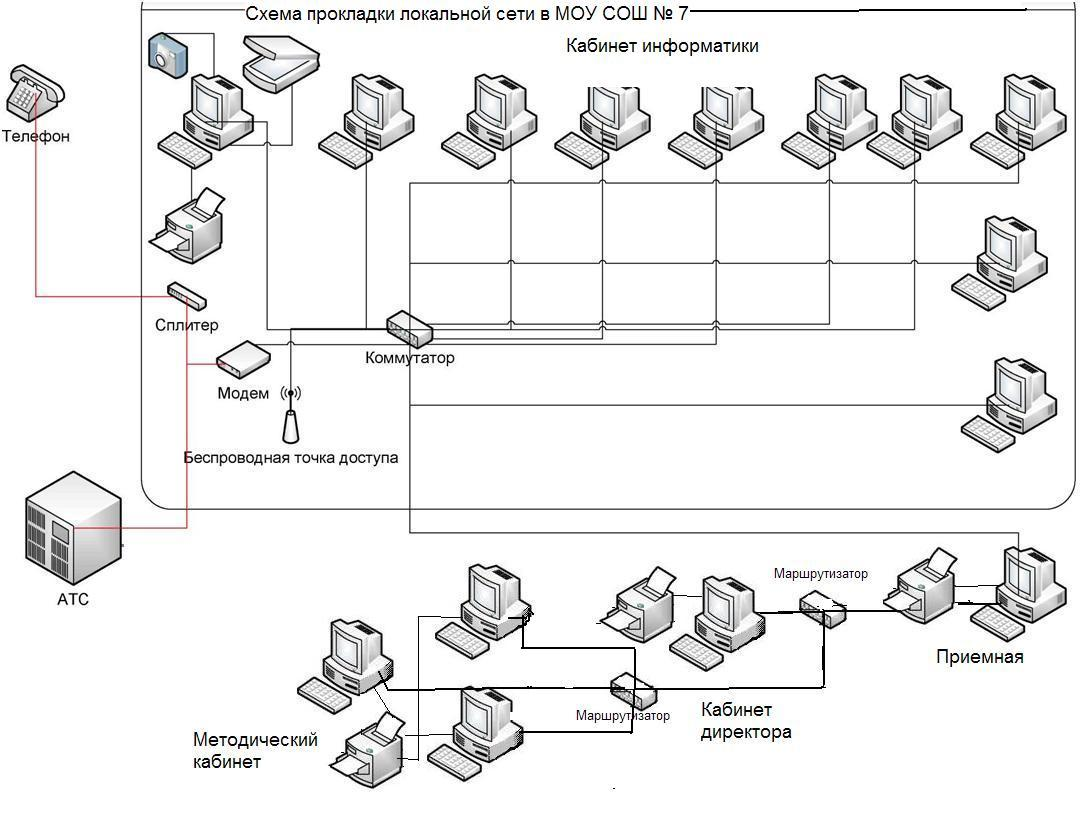 Схема прокладки локальной сети в МОУ СОШ № 7
Кабинет информатики
Телефон
Сплитер
Коммутатор
Модем
Беспроводная точка доступа
АТС
Маршрутизатор
Приемная
Маршрутизатор
Кабинет
директора
Методический
кабинет